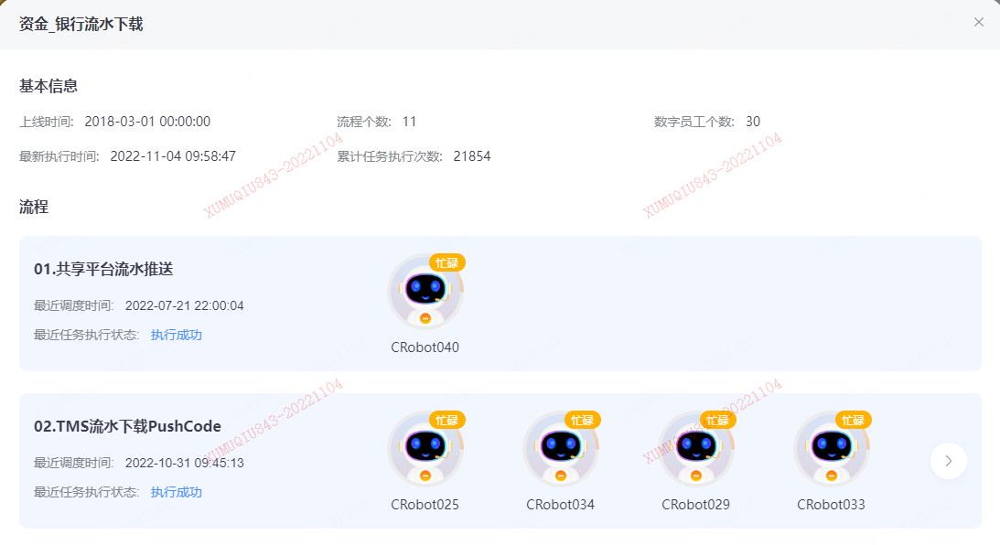 资金_银行流水下载
基本信息
上线时间: 2018-03-01 00:00:00 流程个数: 11 数字员工个数: 30
最新执行时间: 2022-11-04 09:58:47 累计任务执行次数: 21854
XUMUQIU843-20221104 XUMUQIU843-20221104
流程
01.共享平台流水推送
忙碌
最近调度时间: 2022-07-21 22:00:04
最近任务执行状态: 执行成功
CRobot040
XUMUQIU843-20221104 XUMUQIU843-20221104
02.TMS流水下载PushCode
忙碌 忙碌 忙碌 忙碌
最近调度时间: 2022-10-31 09:45:13
最近任务执行状态: 执行成功
CRobot025 CRobot034 CRobot029 CRobot033